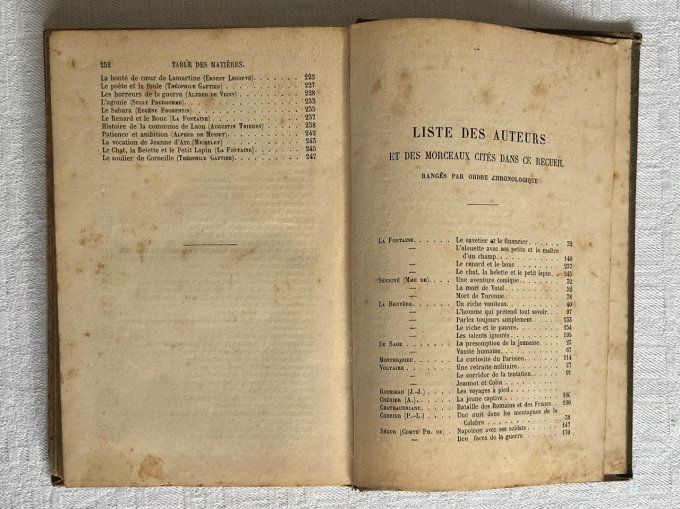 252 TABLE DES MATIÈRES.
La bonté de cœur de Lamartine (Ernest Legouvé). 223
Le poète et la foule (Théophile Gautier). 227
Les horreurs de la guerre (Alfred de Vigny) 228
L'agonie (Sully Prudhomme). 233
Le Sahara (Eugène Fromentin) 235
Le Renard et le Bouc (La Fontaine). 237
Histoire de la commune de Laon (Augustin Thierry) 238
Patience et ambition (Alfred de Musset). 242
La vocation de Jeanne d'Arc (Michelet) 243
Le Chat, la Belette et le Petit Lapin (La Fontaine). 245
Le soulier de Corneille (Théophile Gautier). 247
LISTE DES AUTEURS
ET DES MORCEAUX CITÉS DANS CE RECUEIL
RANGÉS PAR ORDRE CHRONOLOGIQUE
La Fontaine. Le savetier et le financier. 52
L'alouette avec ses petits et le maître
d'un champ. 140
— Le renard et le bouc 237
— Le chat, la belette et le petit lapin. 245
Sévigné (Mme de). Une aventure comique. 72
— La mort de Vatel. 92
— Mort de Turenne. 78
La Bruyère. Un riche vaniteux 40
— L'homme qui prétend tout savoir. 97
— Parlez toujours simplement 153
— Le riche et le pauvre. 154
— Les talents ignorés 195
Le Sage La présomption de la jeunesse. 25
— Vanité humaine. 67
Montesquieu La curiosité du Parisien 114
Voltaire Une retraite militaire 27
— Le corridor de la tentation. 91
— Jeannot et Colin
Rousseau (J.-J.) Les voyages à pied
Chénier (A.) La jeune captive. 106
Chateaubriand Bataille des Romains et des Francs. 206
Courier (P.-L.) Une nuit dans les montagnes de la
Calabre 58
Ségur (Comte Ph. de) Napoléon avec ses soldats 147
— Deux faces de la guerre. 170